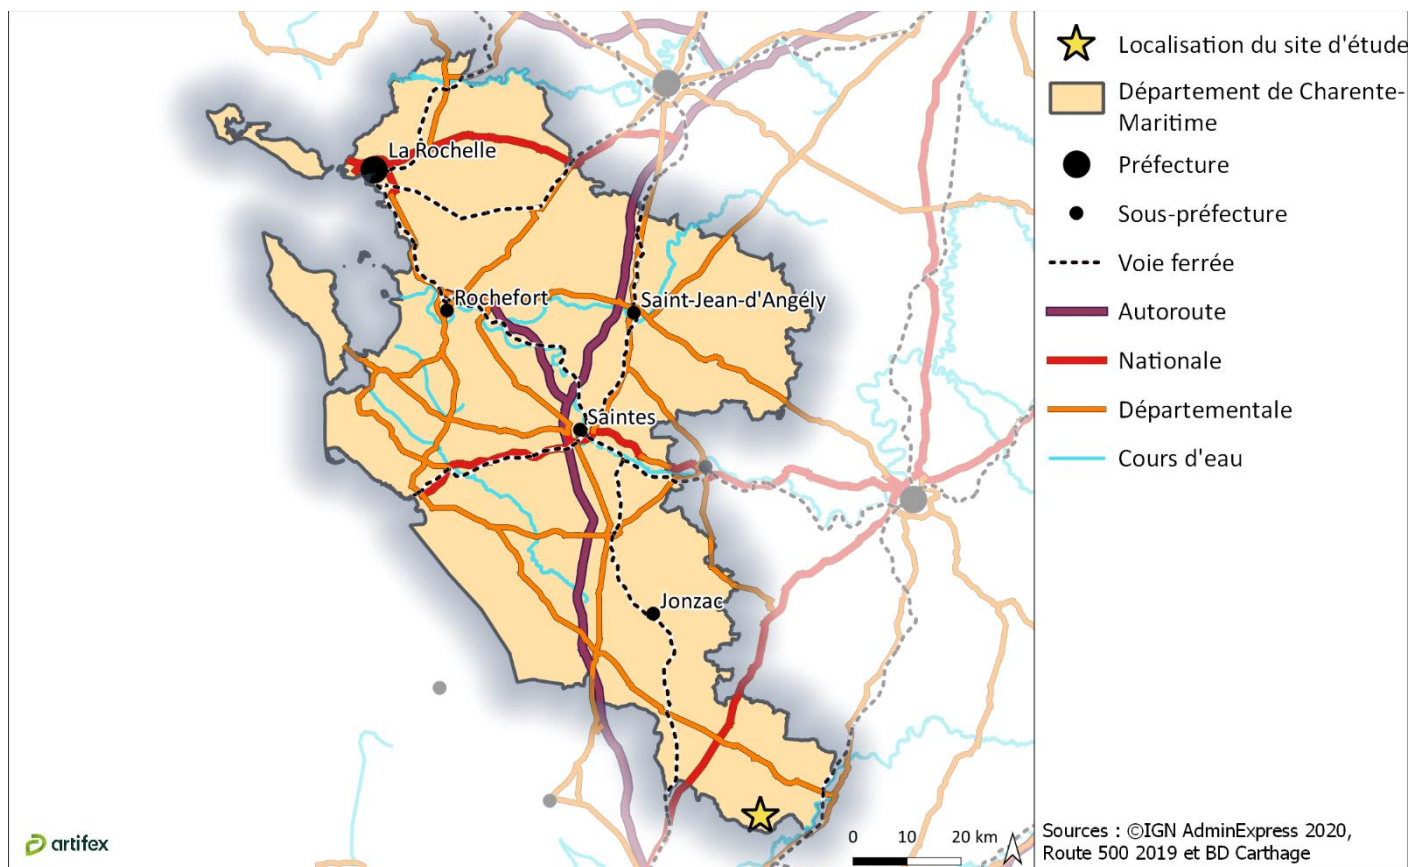 La Rochelle
Rochefort
Saint-Jean-d'Angély
Saintes
Jonzac
artifex
0 10 20 km
Localisation du site d'étude
Département de Charente-
Maritime
Préfecture
Sous-préfecture
Voie ferrée
Autoroute
Nationale
Départementale
Cours d'eau
Sources : ©IGN AdminExpress 2020,
Route 500 2019 et BD Carthage